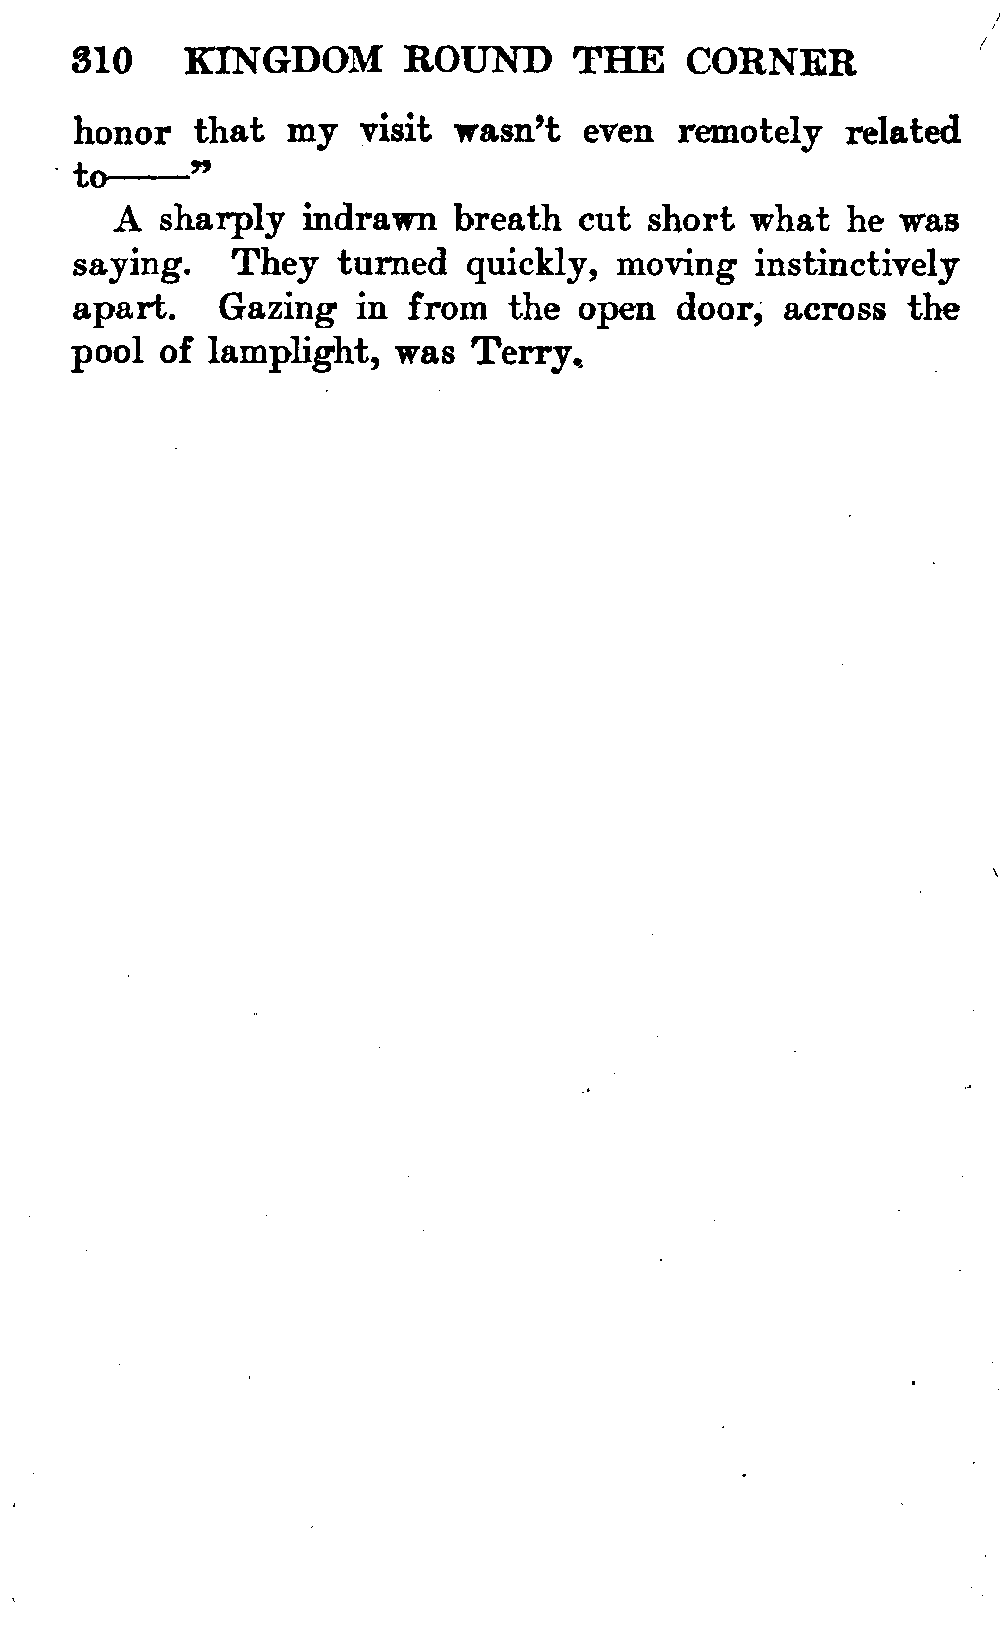 310 KINGDOM ROUND THE CORNER
honor that my visit wasn't even remotely related
to——"
A sharply indrawn breath cut short what he was
saying. They turned quickly, moving instinctively
apart. Gazing in from the open door, across the
pool of lamplight, was Terry.